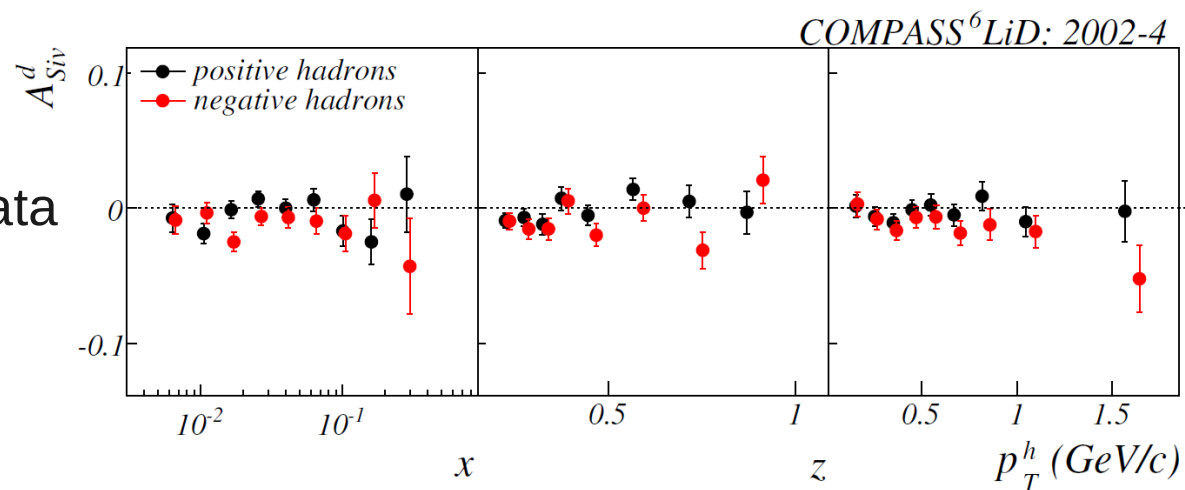 COMPASS ⁶LiD: 2002-4
A^d_Siv
0.1
positive hadrons
negative hadrons
ata
0
-0.1
10⁻² 10⁻¹ 0.5 1 0.5 1 1.5
x z p_T^h (GeV/c)